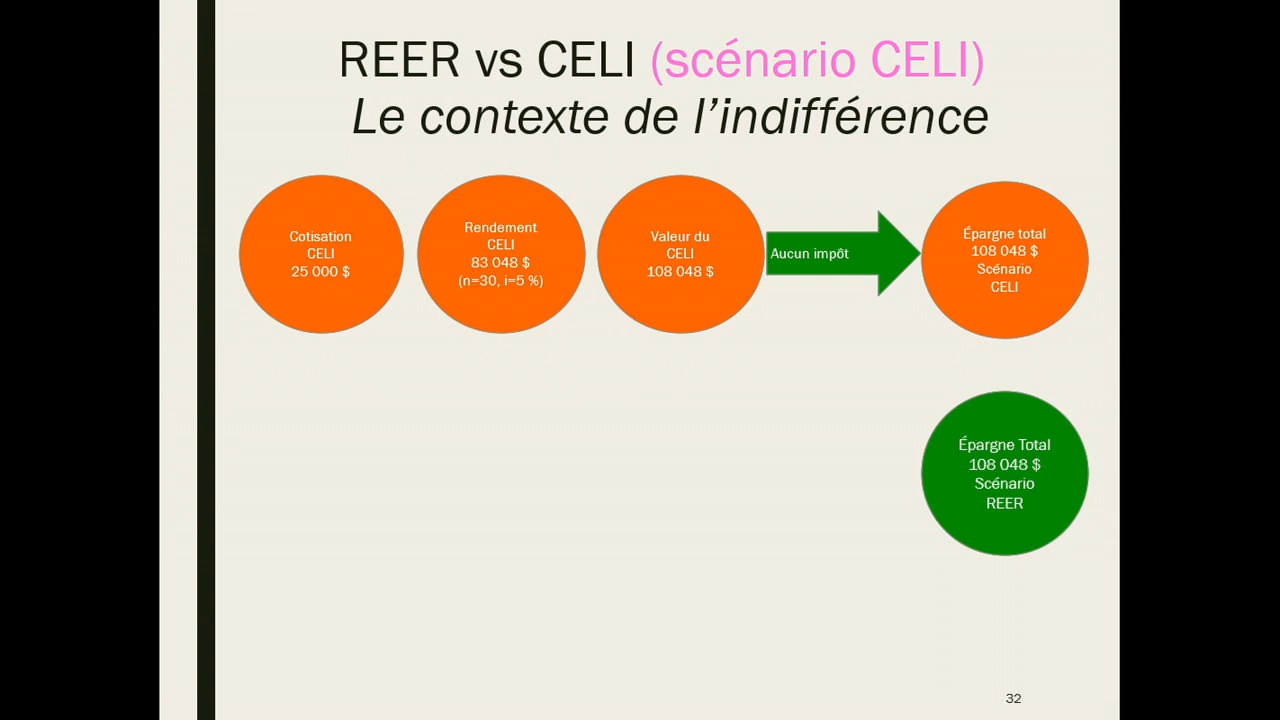 REER vs CELI (scénario CELI)
Le contexte de l’indifférence
Cotisation
CELI
25 000 $
Rendement
CELI
83 048 $
(n=30, i=5 %)
Valeur du
CELI
108 048 $
Aucun impôt
Épargne total
108 048 $
Scénario
CELI
Épargne Total
108 048 $
Scénario
REER
32